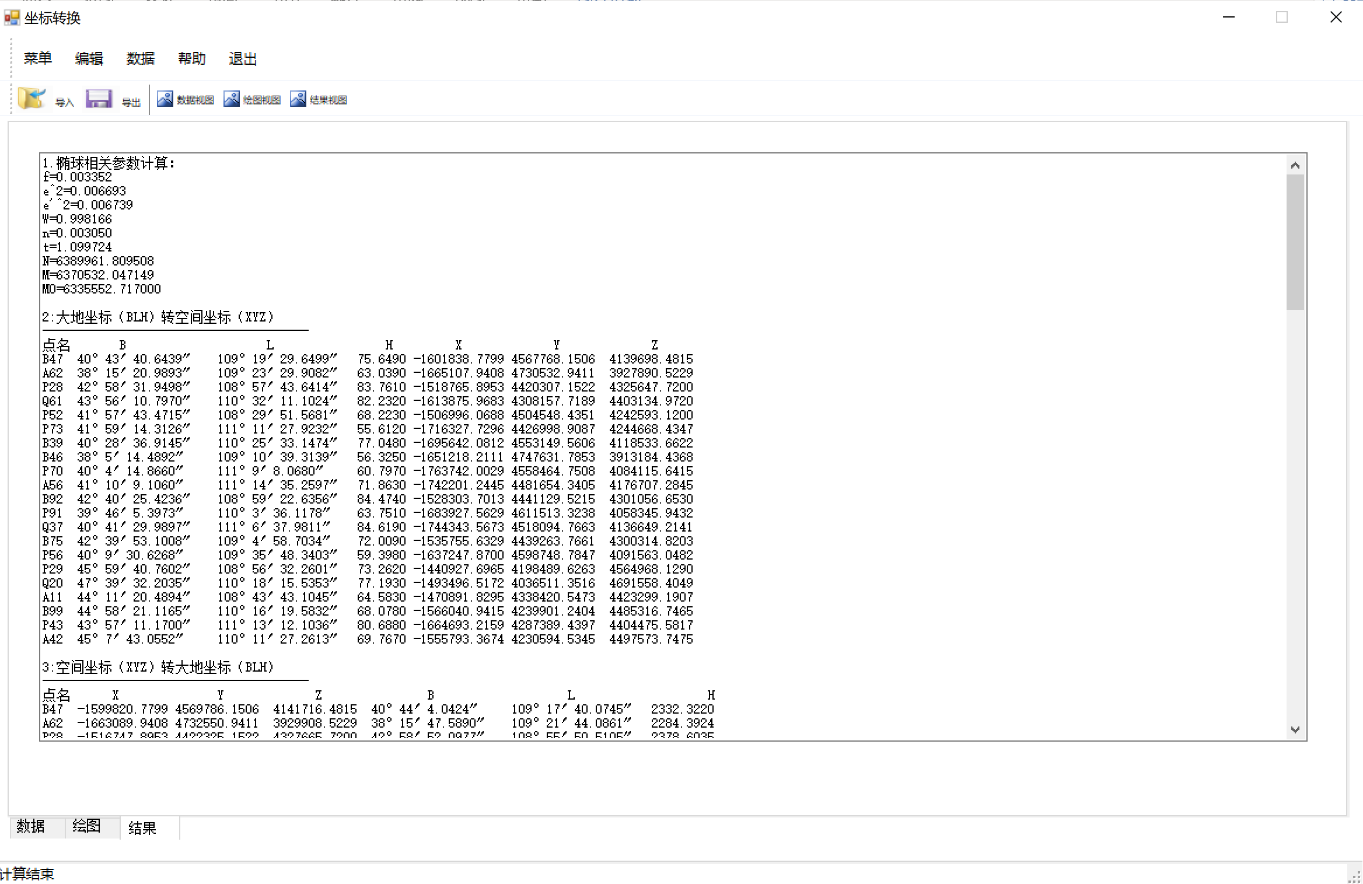 坐标转换
菜单 编辑 数据 帮助 退出
导入 导出 数据视图 绘图视图 结果视图
1.椭球相关参数计算:
f=0.003352
e^2=0.006693
e'^2=0.006739
W=0.998166
n=0.003050
t=1.099724
N=6389961.809508
M=6370532.047149
M0=6335552.717000
2:大地坐标（BLH）转空间坐标（XYZ）
点名 B L H X Y Z
B47 40°43′40.6439″ 109°19′29.6499″ 75.6490 -1601838.7799 4567768.1506 4139698.4815
A62 38°15′20.9893″ 109°23′29.9082″ 63.0390 -1665107.9408 4730532.9411 3927890.5229
P28 42°58′31.9498″ 108°57′43.6414″ 83.7610 -1518765.8953 4420307.1522 4325647.7200
Q61 43°56′10.7970″ 110°32′11.1024″ 82.2320 -1613875.9683 4308157.7189 4403134.9720
P52 41°57′43.4715″ 108°29′51.5681″ 68.2230 -1506996.0688 4504548.4351 4242593.1200
P73 41°59′14.3126″ 111°11′27.9232″ 55.6120 -1716327.7296 4426998.9087 4244668.4347
B39 40°28′36.9145″ 110°25′33.1474″ 77.0480 -1695642.0812 4553149.5606 4118533.6622
B46 38°5′14.4892″ 109°10′39.3139″ 56.3250 -1651218.2111 4747631.7853 3913184.4368
P70 40°4′14.8660″ 111°9′8.0680″ 60.7970 -1763742.0029 4558464.7508 4084115.6415
A56 41°10′9.1060″ 111°14′35.2597″ 71.8630 -1742201.2445 4481654.3405 4176707.2845
B92 42°40′25.4236″ 108°59′22.6356″ 84.4740 -1528303.7013 4441129.5215 4301056.6530
P91 39°46′5.3973″ 110°3′36.1178″ 63.7510 -1683927.5629 4611513.3238 4058345.9432
Q37 40°41′29.9897″ 111°6′37.9811″ 84.6190 -1744343.5673 4518094.7663 4136649.2141
B75 42°39′53.1008″ 109°4′58.7034″ 72.0090 -1535755.6329 4439263.7661 4300314.8203
P56 40°9′30.6268″ 109°35′48.3403″ 59.3980 -1637247.8700 4598748.7847 4091563.0482
P29 45°59′40.7602″ 108°56′32.2601″ 73.2620 -1440927.6965 4198489.6263 4564968.1290
Q20 47°39′32.2035″ 110°18′15.5353″ 77.1930 -1493496.5172 4036511.3516 4691558.4049
A11 44°11′20.4894″ 108°43′43.1045″ 64.5830 -1470891.8295 4338420.5473 4423299.1907
B99 44°58′21.1165″ 110°16′19.5832″ 68.0780 -1566040.9415 4239901.2404 4485316.7465
P43 43°57′11.1700″ 111°13′12.1036″ 80.6880 -1664693.2159 4287389.4397 4404475.5817
A42 45°7′43.0552″ 110°11′27.2613″ 69.7670 -1555793.3674 4230594.5345 4497573.7475
3:空间坐标（XYZ）转大地坐标（BLH）
点名 X Y Z B L H
B47 -1599820.7799 4569786.1506 4141716.4815 40°44′4.0424″ 109°17′40.0745″ 2332.3220
A62 -1663089.9408 4732550.9411 3929908.5229 38°15′47.5890″ 109°21′44.0861″ 2284.3924
P28 -1516747.8953 4422325.1522 4327665.7200 42°58′52.0977″ 108°55′50.5105″ 2378.6035
数据 绘图 结果
计算结束